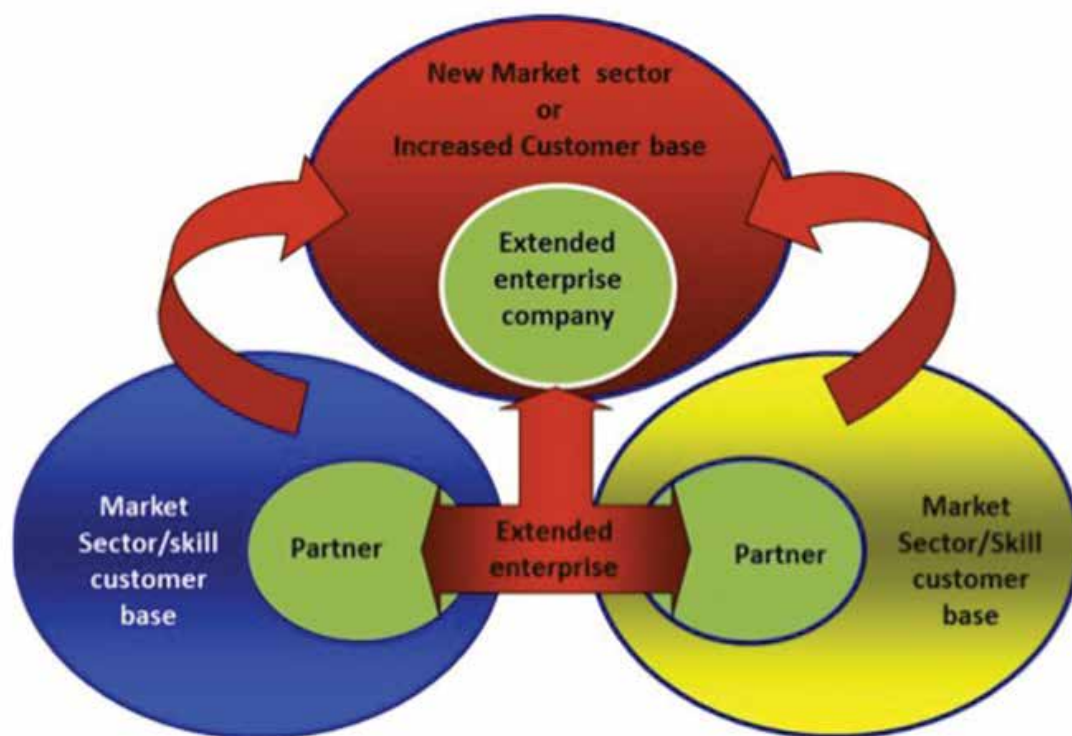 New Market sector
or
Increased Customer base
Extended
enterprise
company
Market
Sector/skill
customer
base
Partner
Extended
enterprise
Partner
Market
Sector/Skill
customer
base